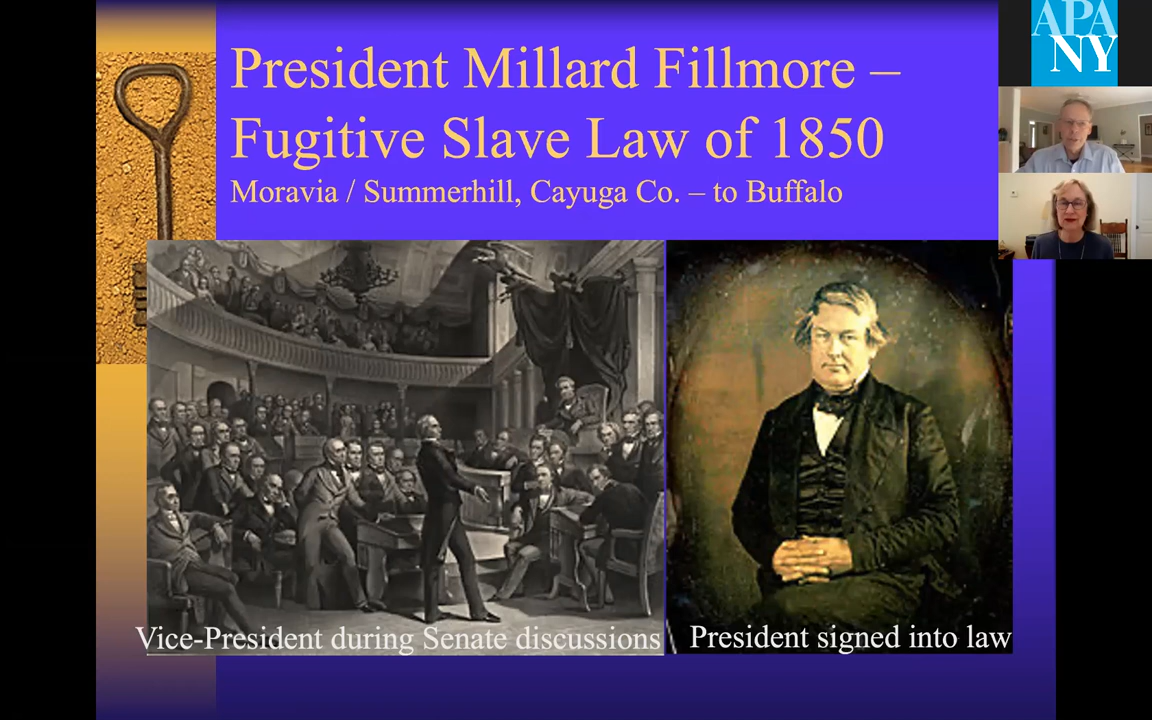 President Millard Fillmore –
Fugitive Slave Law of 1850
Moravia / Summerhill, Cayuga Co. – to Buffalo
APA
NY
Vice-President during Senate discussions
President signed into law